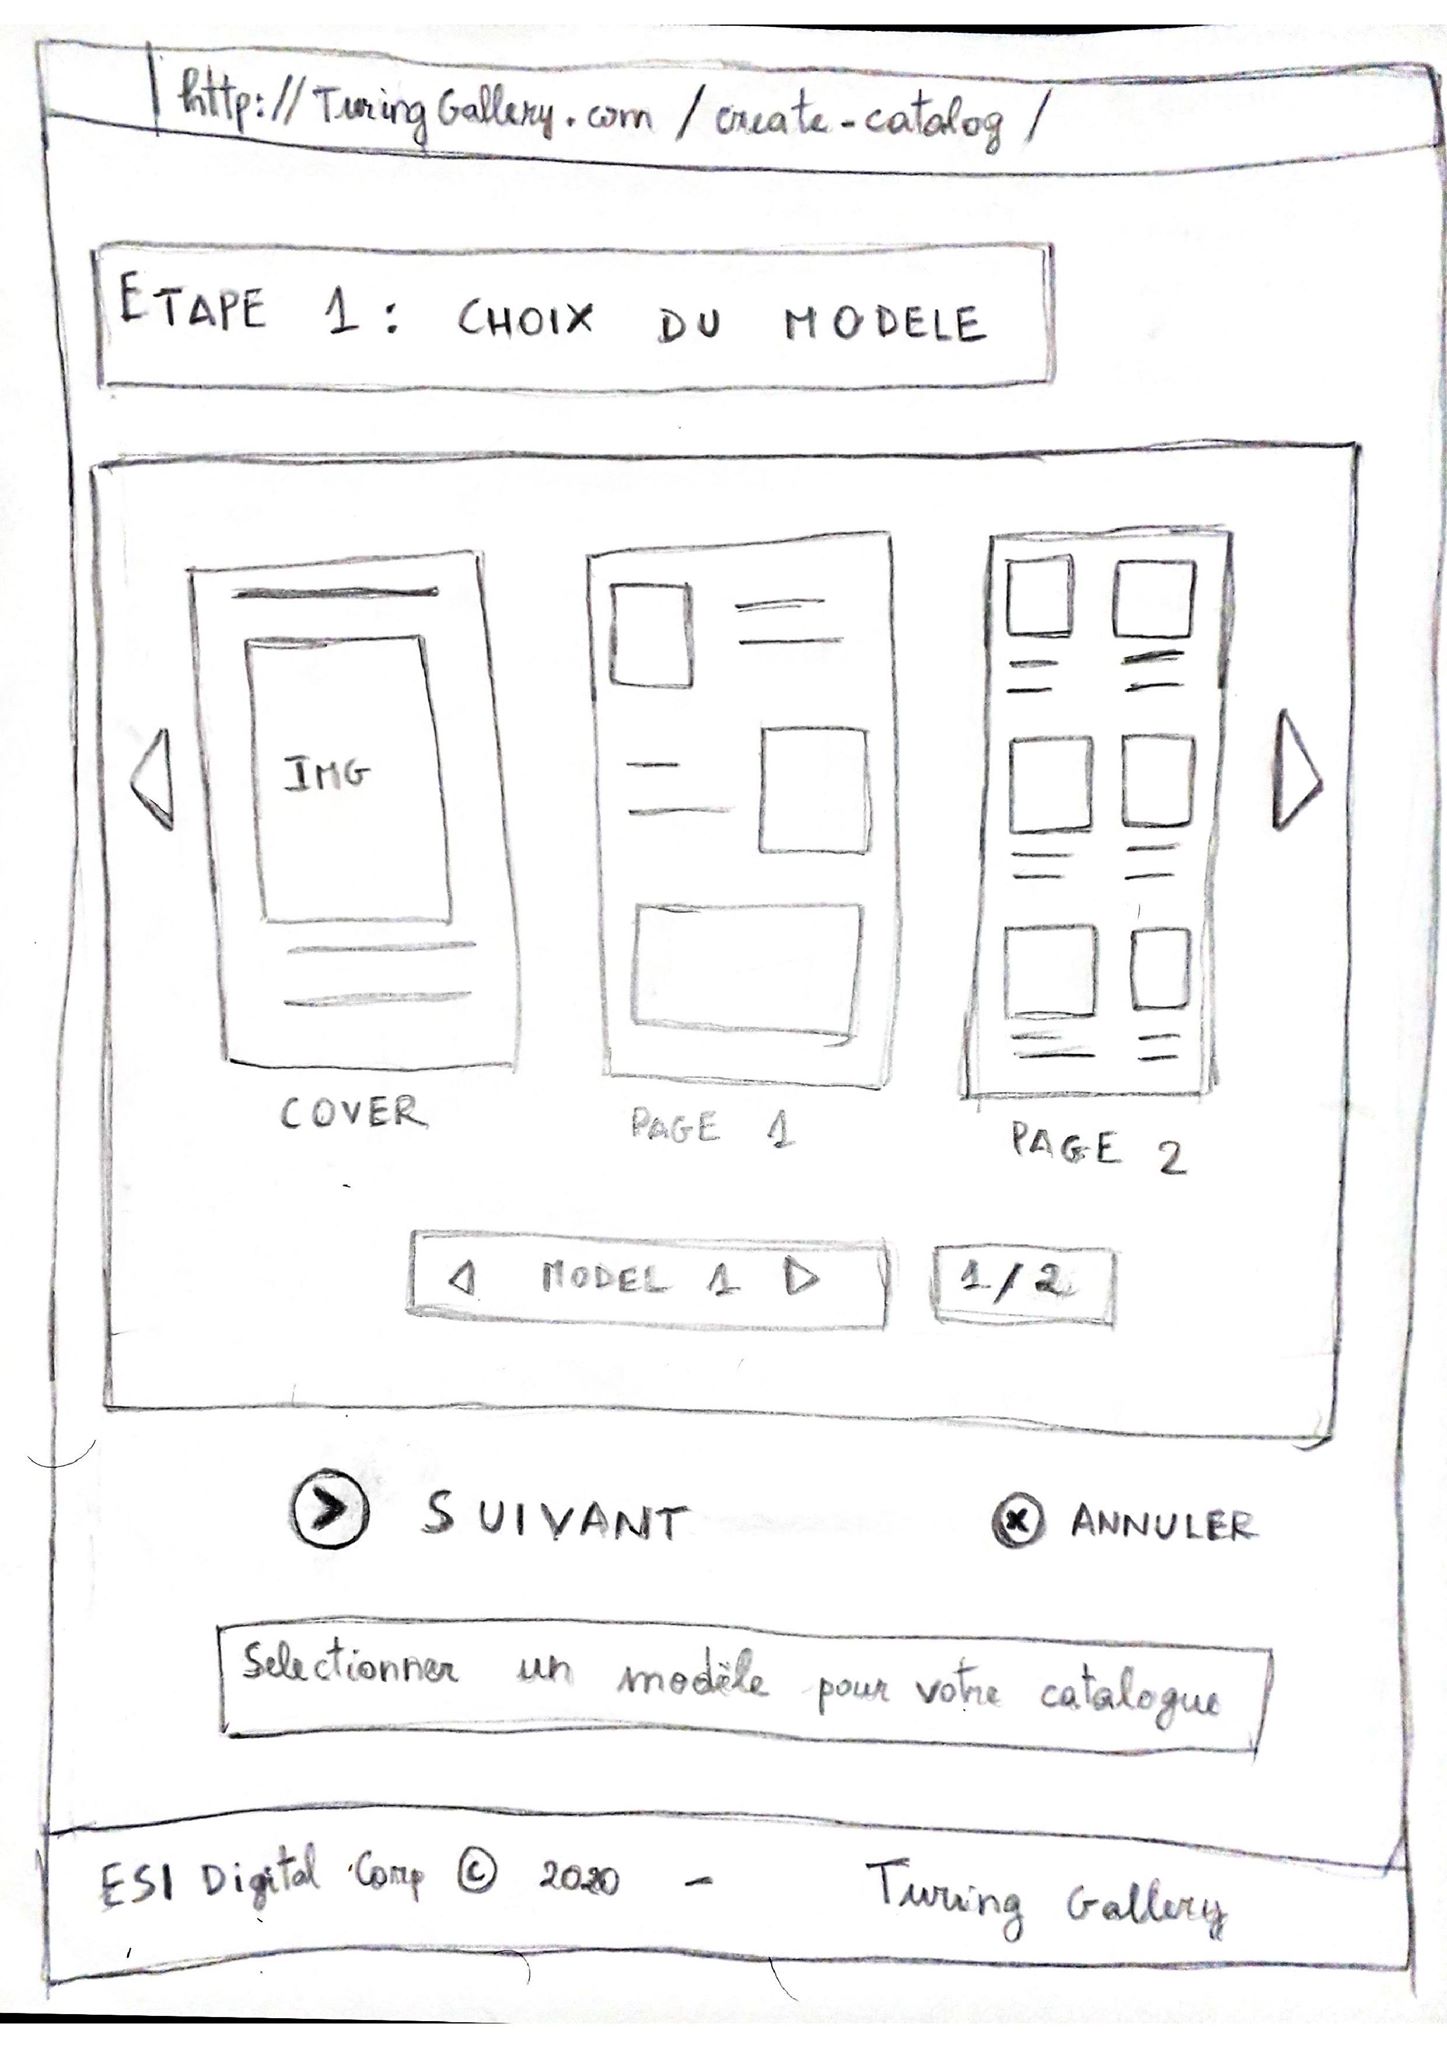 http://TuringGallery.com/create-catalog/
ETAPE 1: CHOIX DU MODELE
IMG
COVER
PAGE 1
PAGE 2
MODEL 1
1/2
SUIVANT
ANNULER
Selectionner un modèle pour votre catalogue
ESI Digital Corp © 2020 - Turing Gallery